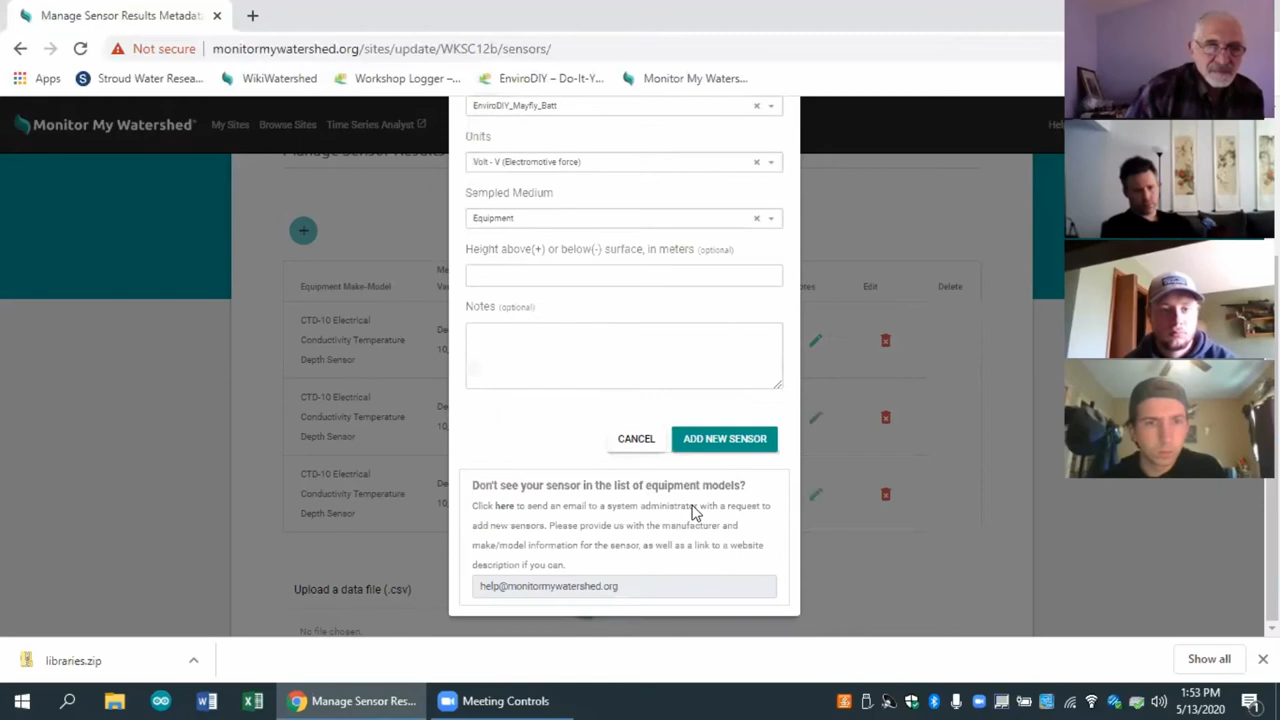 Manage Sensor Results Metadat
Not secure
monitormywatershed.org/sites/update/WKSC12b/sensors/
Apps
Stroud Water Resea...
WikiWatershed
Workshop Logger –...
EnviroDIY – Do-It-Y...
Monitor My Waters...
Monitor My Watershed
My Sites
Browse Sites
Time Series Analyst
Manage Sensor Results
EnviroDIY_Mayfly_Batt
Units
Volt - V (Electromotive force)
Sampled Medium
Equipment
Height above(+) or below(-) surface, in meters (optional)
Notes (optional)
CANCEL
ADD NEW SENSOR
Don't see your sensor in the list of equipment models?
Click here to send an email to a system administrator with a request to
add new sensors. Please provide us with the manufacturer and
make/model information for the sensor, as well as a link to a website
description if you can.
help@monitormywatershed.org
Equipment Make-Model
Edit
Delete
CTD-10 Electrical
Conductivity Temperature
Depth Sensor
CTD-10 Electrical
Conductivity Temperature
Depth Sensor
CTD-10 Electrical
Conductivity Temperature
Depth Sensor
Upload a data file (.csv)
No file chosen.
libraries.zip
Show all
Manage Sensor Res...
Meeting Controls
1:53 PM
5/13/2020